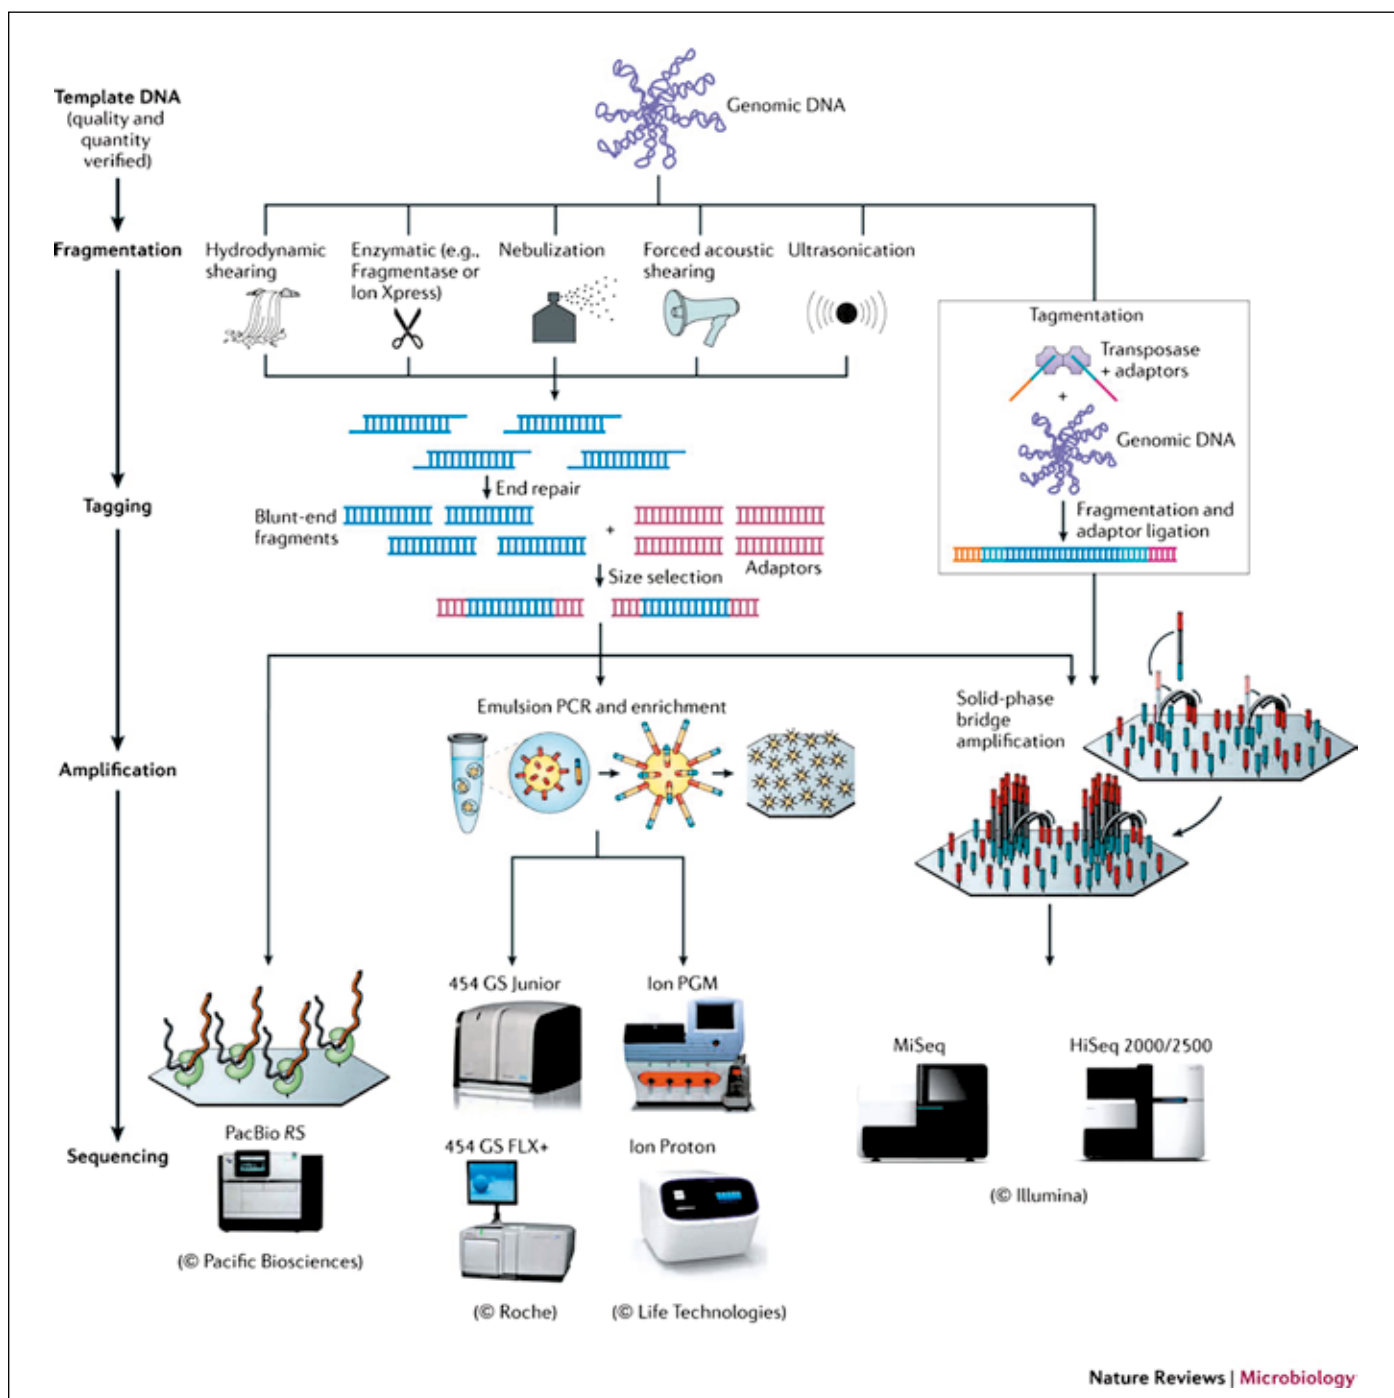 Template DNA
(quality and
quantity
verified)
Genomic DNA
Fragmentation
Hydrodynamic
shearing
Enzymatic (e.g.,
Fragmentase or
Ion Xpress)
Nebulization
Forced acoustic
shearing
Ultrasonication
Tagmentation
Transposase
+ adaptors
+
Genomic DNA
Fragmentation and
adaptor ligation
Tagging
End repair
Blunt-end
fragments
+
Adaptors
Size selection
Amplification
Emulsion PCR and enrichment
Solid-phase
bridge
amplification
Sequencing
PacBio RS
(© Pacific Biosciences)
454 GS Junior
454 GS FLX+
(© Roche)
Ion PGM
Ion Proton
(© Life Technologies)
MiSeq
HiSeq 2000/2500
(© Illumina)
Nature Reviews | Microbiology